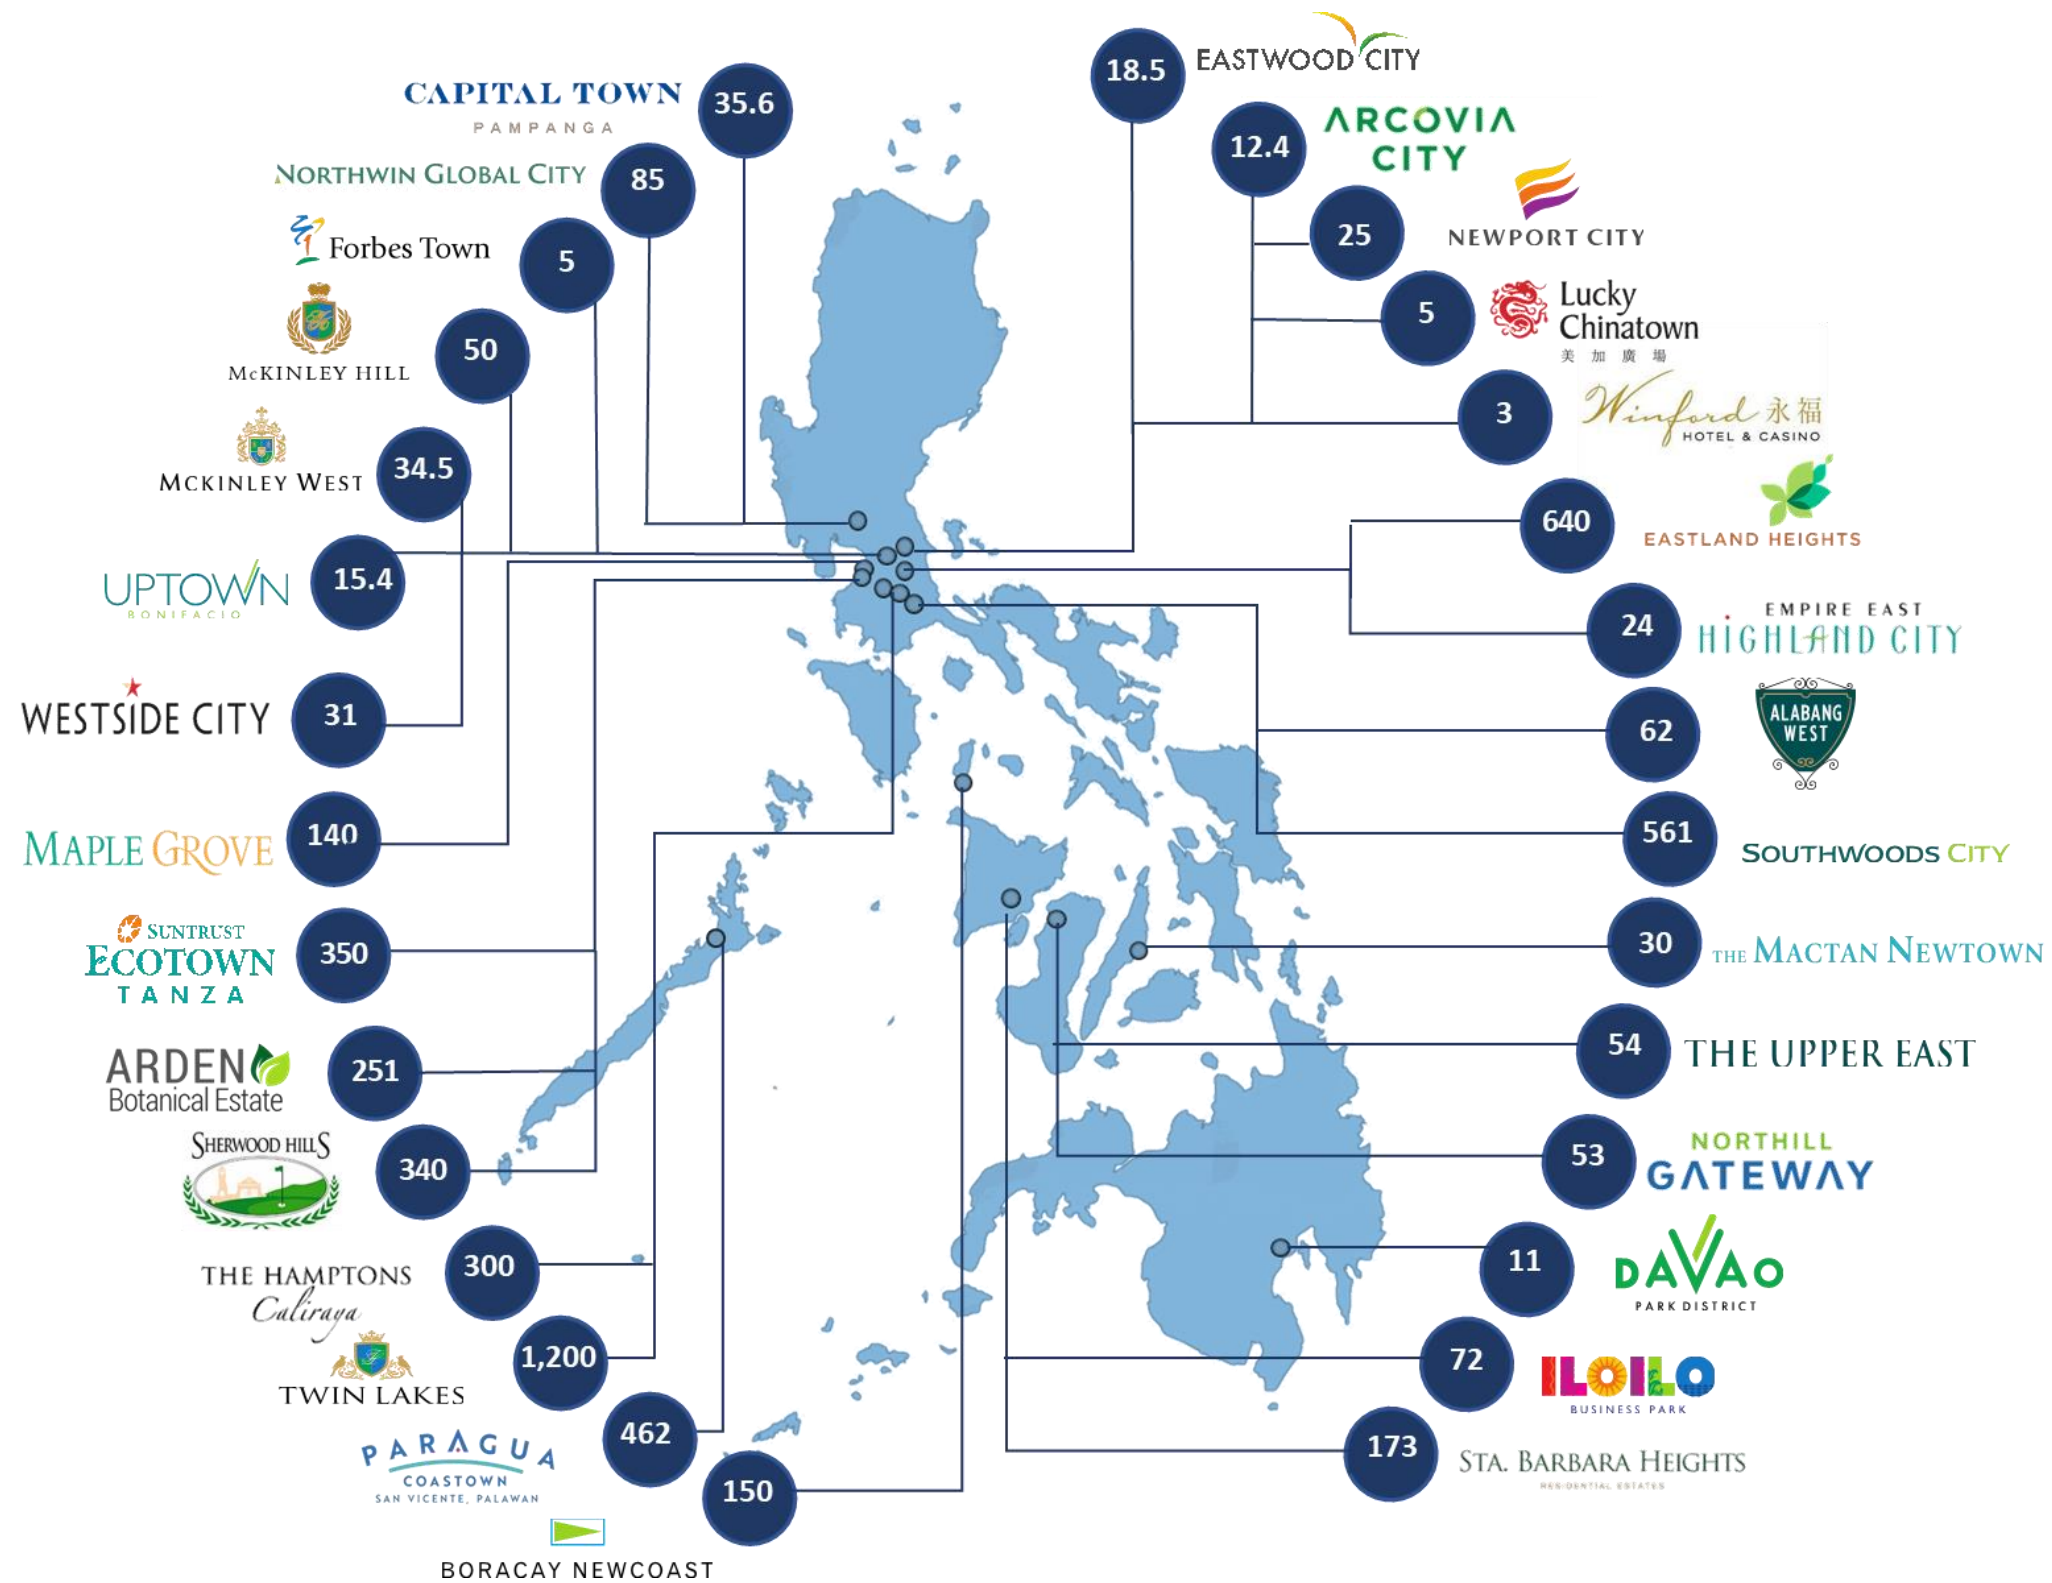 CAPITAL TOWN
PAMPANGA
35.6
NORTHWIN GLOBAL CITY
85
Forbes Town
5
McKINLEY HILL
50
MCKINLEY WEST
34.5
UPTOWN
BONIFACIO
15.4
WESTSIDE CITY
31
MAPLE GROVE
140
SUNTRUST
ECOTOWN
TANZA
350
ARDEN
Botanical Estate
251
SHERWOOD HILLS
340
THE HAMPTONS
Caliraya
300
TWIN LAKES
1,200
PARAGUA
COASTOWN
SAN VICENTE, PALAWAN
462
BORACAY NEWCOAST
150
18.5
EASTWOOD CITY
12.4
ARCOVIA
CITY
25
NEWPORT CITY
5
Lucky
Chinatown
美加廣場
3
Winford 永福
HOTEL & CASINO
640
EASTLAND HEIGHTS
24
EMPIRE EAST
HIGHLAND CITY
62
ALABANG
WEST
561
SOUTHWOODS CITY
30
THE MACTAN NEWTOWN
54
THE UPPER EAST
53
NORTHILL
GATEWAY
11
DAVAO
PARK DISTRICT
72
ILOILO
BUSINESS PARK
173
STA. BARBARA HEIGHTS
RESIDENTIAL ESTATES